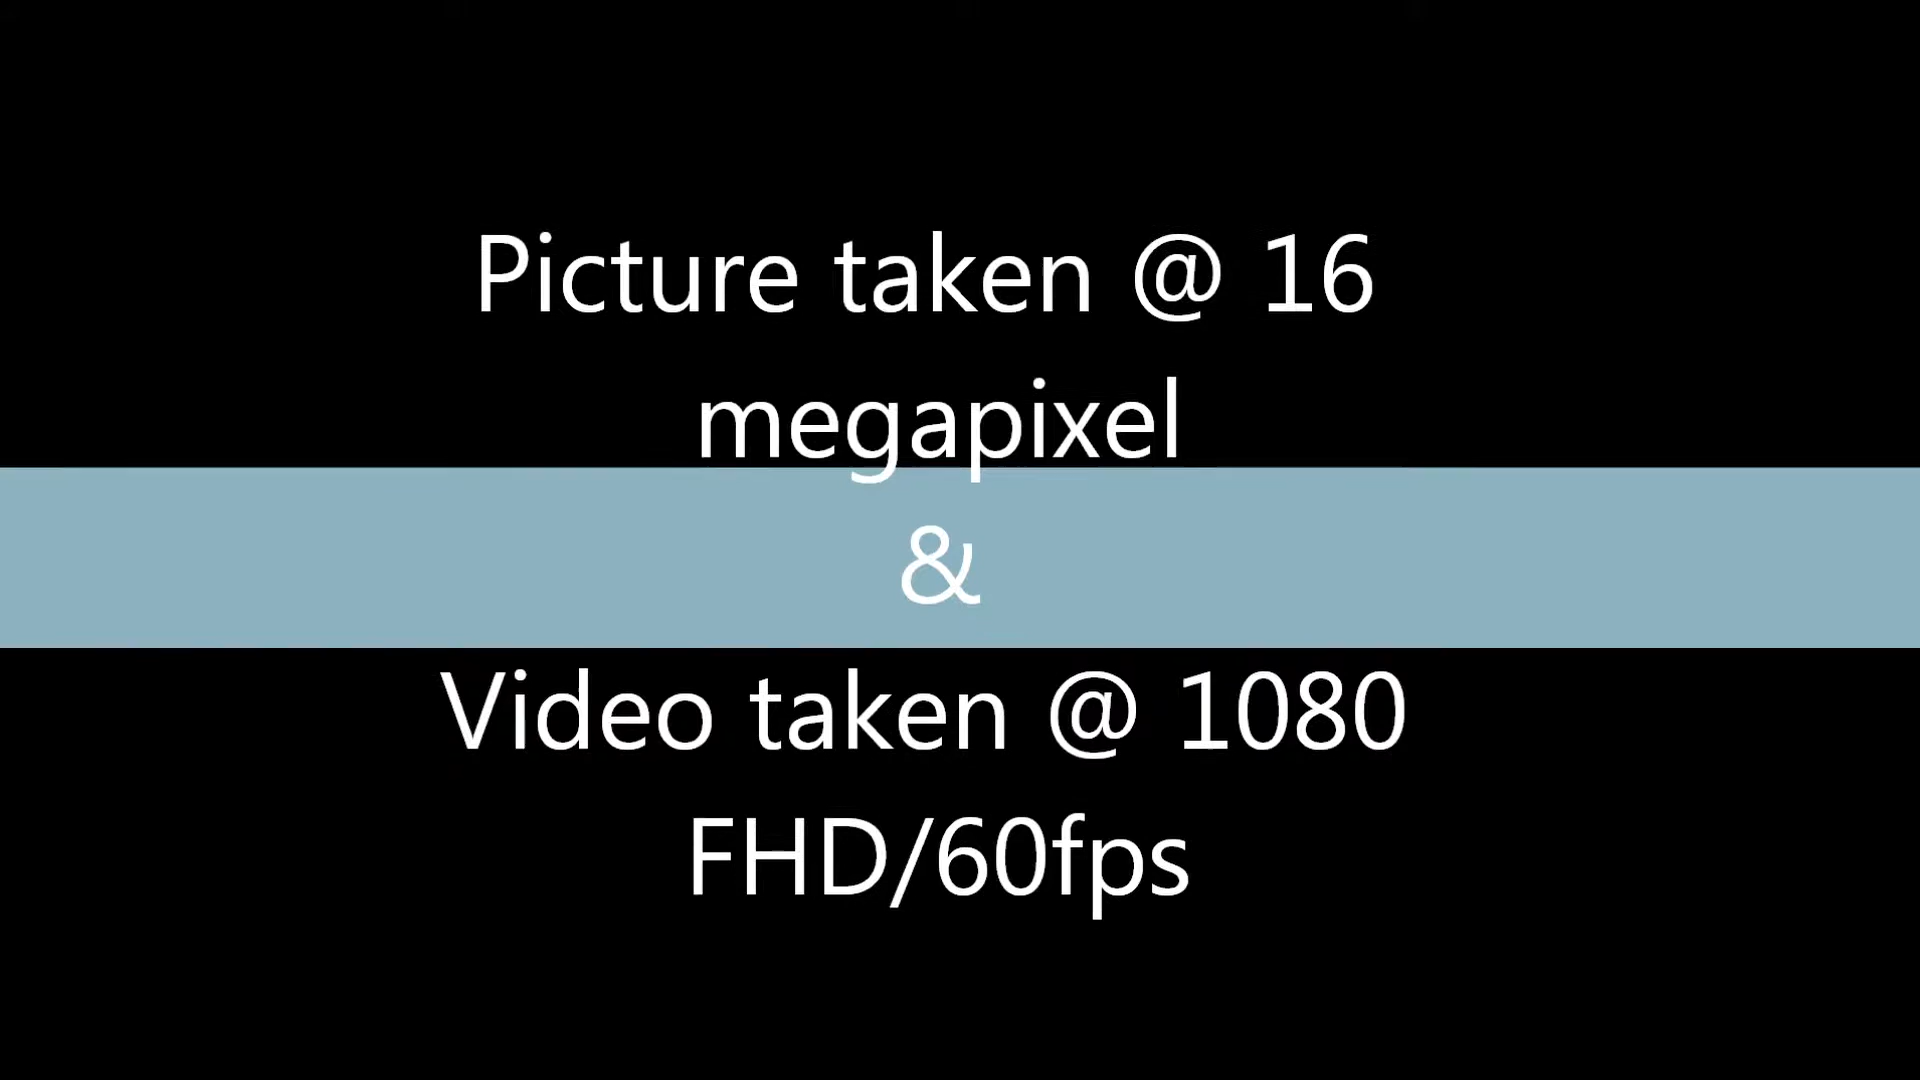 Picture taken @ 16
megapixel
&
Video taken @ 1080
FHD/60fps